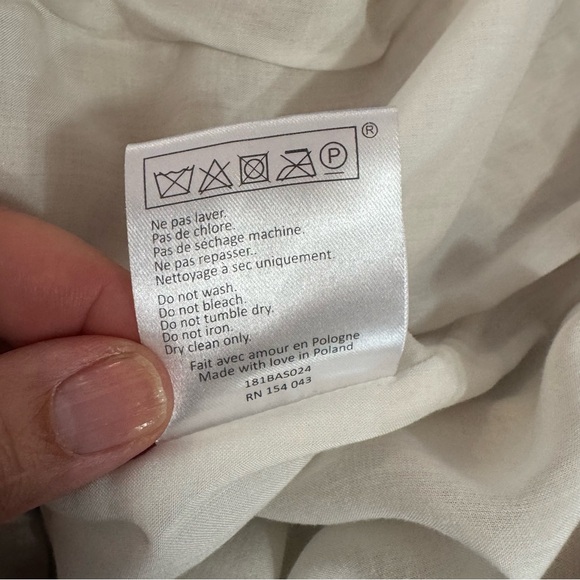 ®
P
Ne pas laver.
Pas de chlore.
Pas de séchage machine.
Ne pas repasser..
Nettoyage à sec uniquement.
Do not wash.
Do not bleach.
Do not tumble dry.
Do not iron.
Dry clean only.
Fait avec amour en Pologne
Made with love in Poland
181BAS024
RN 154 043